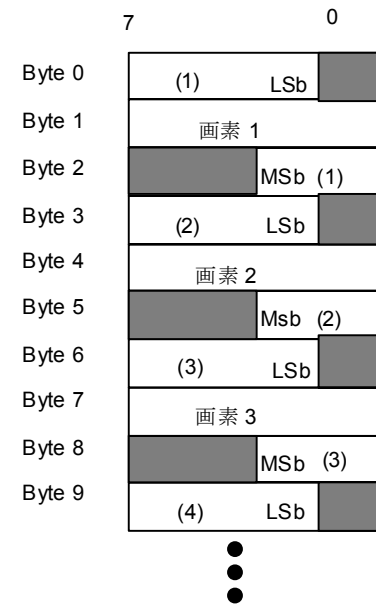 7 0
Byte 0 (1) LSb
Byte 1 画素 1
Byte 2 MSb (1)
Byte 3 (2) LSb
Byte 4 画素 2
Byte 5 Msb (2)
Byte 6 (3) LSb
Byte 7 画素 3
Byte 8 MSb (3)
Byte 9 (4) LSb